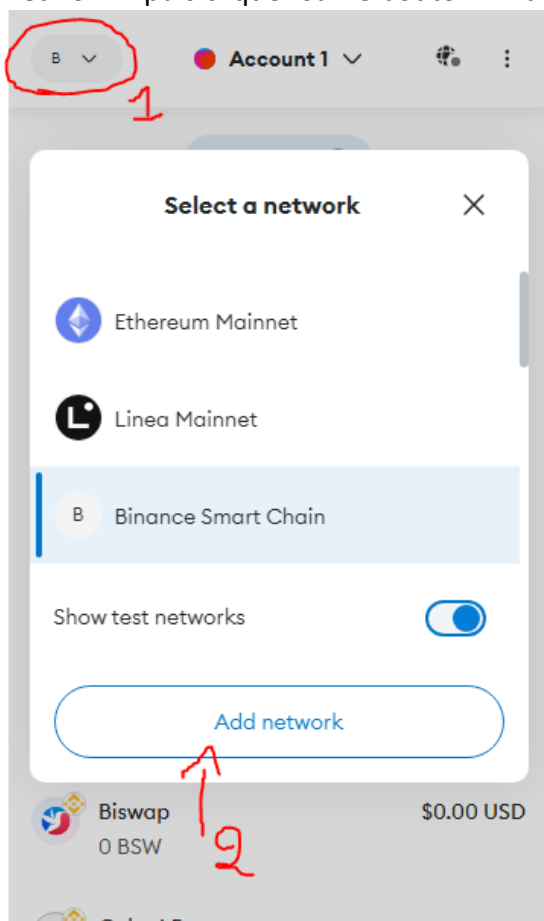 B
Account 1
1
Select a network
Ethereum Mainnet
L Linea Mainnet
B Binance Smart Chain
Show test networks
Add network
Biswap $0.00 USD
0 BSW
2